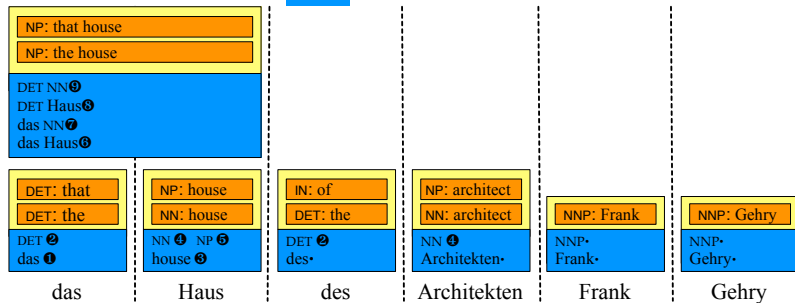 NP: that house
NP: the house
DET NN❾
DET Haus❽
das NN❼
das Haus❻
DET: that
DET: the
DET ❷
das ❶
NP: house
NN: house
NN ❹ NP ❺
house ❸
IN: of
DET: the
DET ❷
des•
NP: architect
NN: architect
NN ❹
Architekten•
NNP: Frank
NNP•
Frank•
NNP: Gehry
NNP•
Gehry•
das Haus des Architekten Frank Gehry